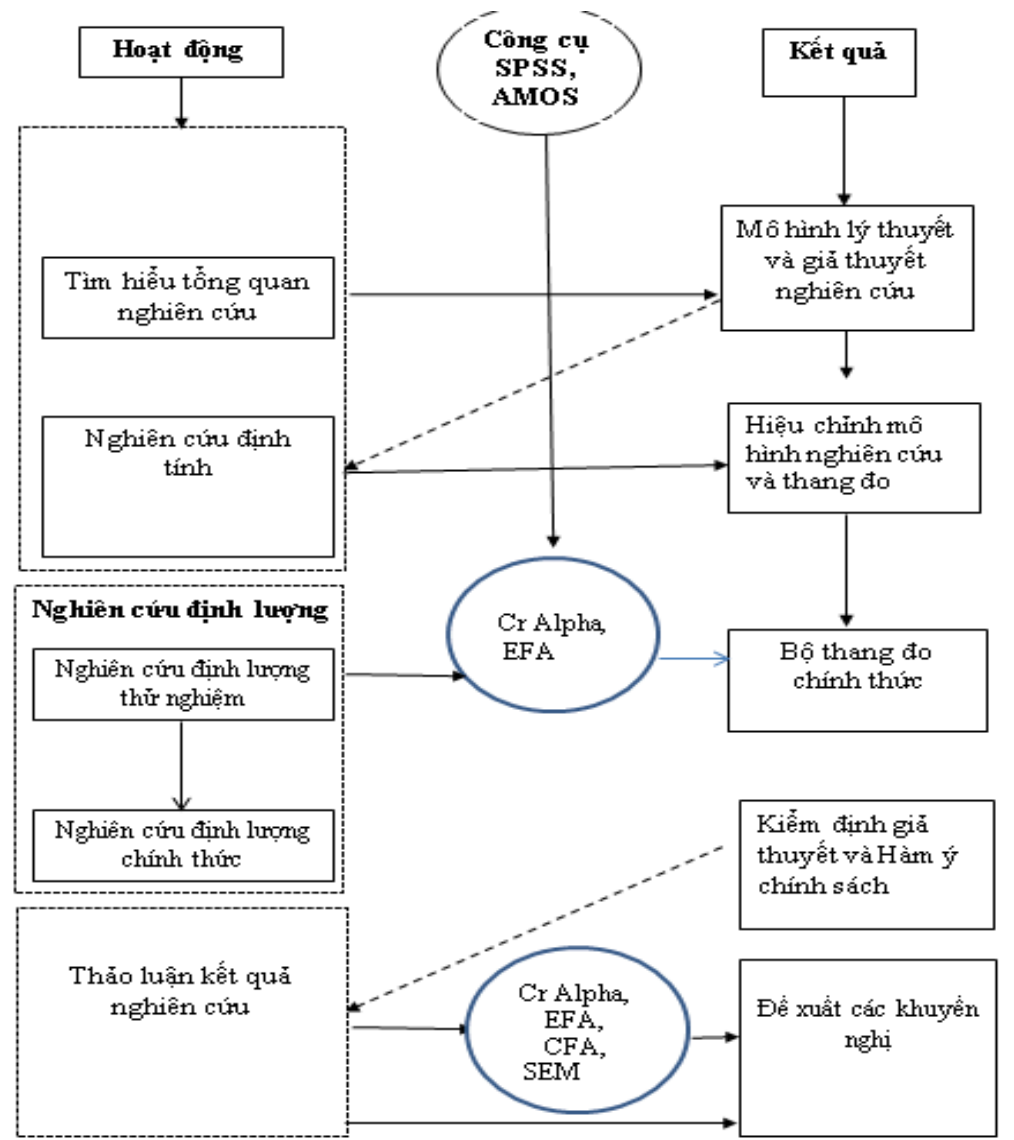 Hoạt động
Công cụ
SPSS,
AMOS
Kết quả
Mô hình lý thuyết
và giả thuyết
nghiên cứu
Tìm hiểu tổng quan
nghiên cứu
Nghiên cứu định
tính
Hiệu chỉnh mô
hình nghiên cứu
và thang đo
Nghiên cứu định lượng
Nghiên cứu định lượng
thử nghiệm
Cr Alpha,
EFA
Bộ thang đo
chính thức
Nghiên cứu định lượng
chính thức
Kiểm định giả
thuyết và Hàm ý
chính sách
Thảo luận kết quả
nghiên cứu
Cr Alpha,
EFA,
CFA,
SEM
Đề xuất các khuyến
nghị